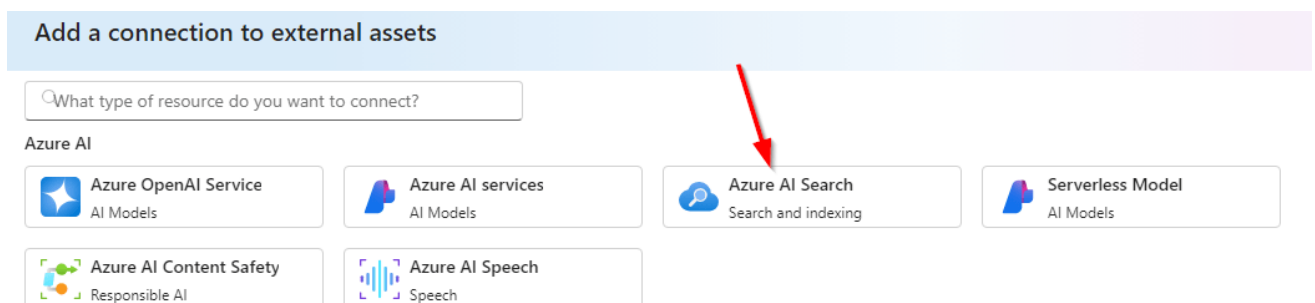 Add a connection to external assets
What type of resource do you want to connect?
Azure AI
Azure OpenAI Service
AI Models
Azure AI services
AI Models
Azure AI Search
Search and indexing
Serverless Model
AI Models
Azure AI Content Safety
Responsible AI
Azure AI Speech
Speech